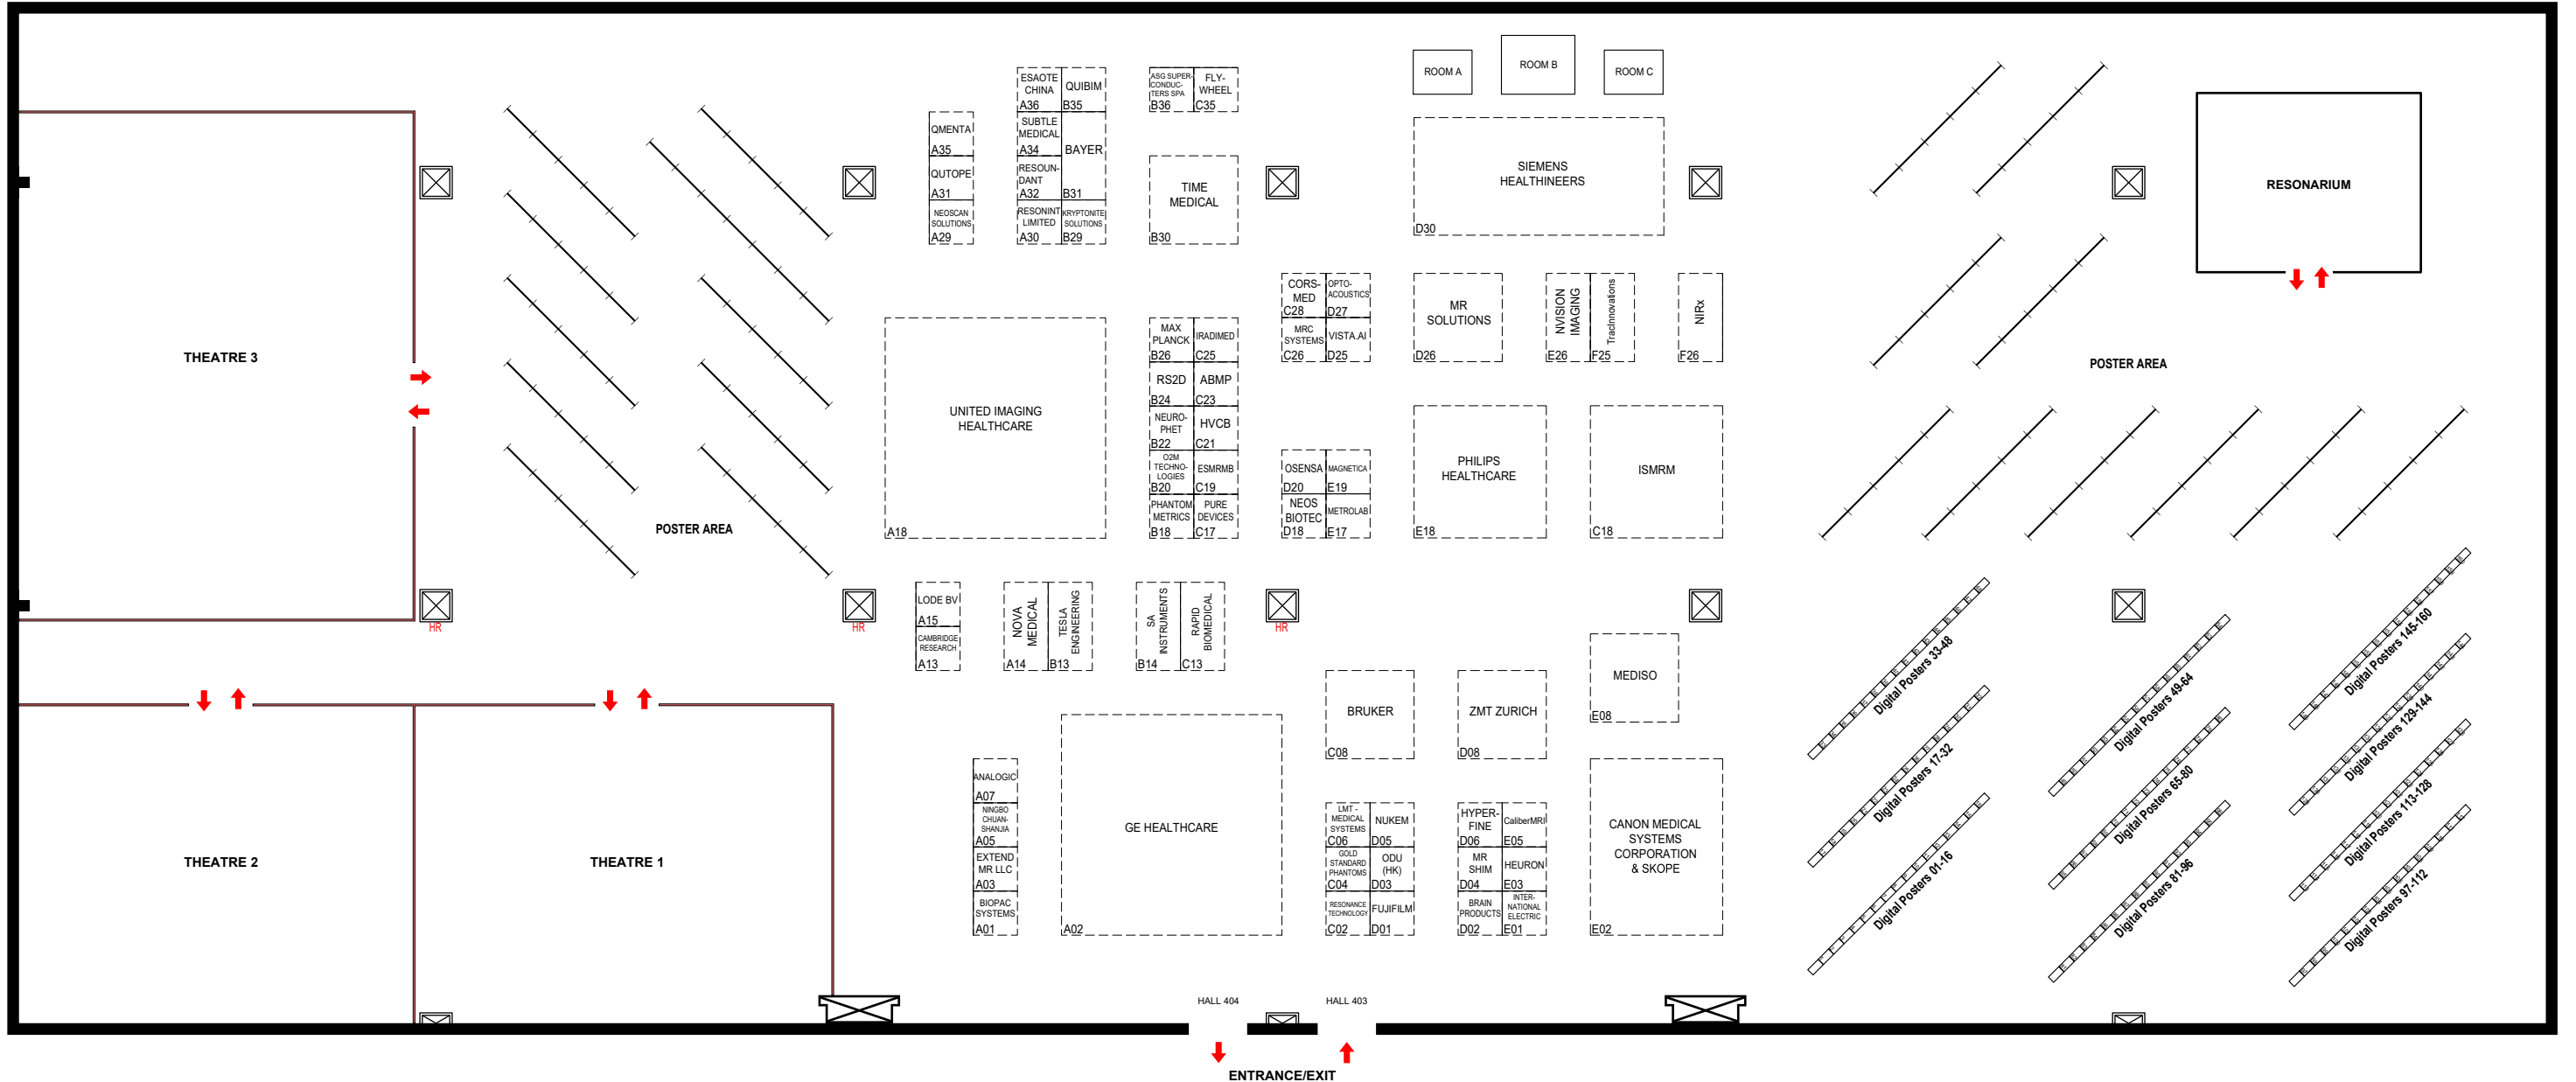 ROOM A
ROOM B
ROOM C
ESAOTE
CHINA
A36
QUIBIM
B35
ASG SUPER-
CONDUC-
TERS SPA
B36
FLY-
WHEEL
C35
QMENTA
A35
SUBTLE
MEDICAL
A34
BAYER
B31
QUTOPE
A31
RESOUN-
DANT
A32
NEOSCAN
SOLUTIONS
A29
RESONINT
LIMITED
A30
KRYPTONITE
SOLUTIONS
B29
TIME
MEDICAL
B30
SIEMENS
HEALTHINEERS
D30
RESONARIUM
CORS-
MED
C28
OPTO-
ACOUSTICS
D27
MRC
SYSTEMS
C26
VISTA.AI
D25
MR
SOLUTIONS
D26
NVISION
IMAGING
E26
TracInnovations
F25
NIRx
F26
THEATRE 3
POSTER AREA
UNITED IMAGING
HEALTHCARE
A18
MAX
PLANCK
B26
IRADIMED
C25
RS2D
B24
ABMP
C23
NEURO-
PHET
B22
HVCB
C21
O2M
TECHNO-
LOGIES
B20
ESMRMB
C19
PHANTOM
METRICS
B18
PURE
DEVICES
C17
OSENSA
D20
MAGNETICA
E19
NEOS
BIOTEC
D18
METROLAB
E17
PHILIPS
HEALTHCARE
E18
ISMRM
C18
POSTER AREA
HR
HR
HR
LODE BV
A15
CAMBRIDGE
RESEARCH
A13
NOVA
MEDICAL
A14
TESLA
ENGINEERING
B13
SA
INSTRUMENTS
B14
RAPID
BIOMEDICAL
C13
BRUKER
C08
ZMT ZURICH
D08
MEDISO
E08
Digital Posters 33-48
Digital Posters 49-64
Digital Posters 145-160
Digital Posters 17-32
Digital Posters 65-80
Digital Posters 129-144
Digital Posters 113-128
Digital Posters 01-16
Digital Posters 81-96
Digital Posters 97-112
THEATRE 2
THEATRE 1
ANALOGIC
A07
NINGBO
CHUAN-
SHANJIA
A05
EXTEND
MR LLC
A03
BIOPAC
SYSTEMS
A01
GE HEALTHCARE
A02
LMT -
MEDICAL
SYSTEMS
C06
NUKEM
D05
GOLD
STANDARD
PHANTOMS
C04
ODU
(HK)
D03
RESONANCE
TECHNOLOGY
C02
FUJIFILM
D01
HYPER-
FINE
D06
CaliberMRI
E05
MR
SHIM
D04
HEURON
E03
BRAIN
PRODUCTS
D02
INTER-
NATIONAL
ELECTRIC
E01
CANON MEDICAL
SYSTEMS
CORPORATION
& SKOPE
E02
HALL 404
HALL 403
ENTRANCE/EXIT